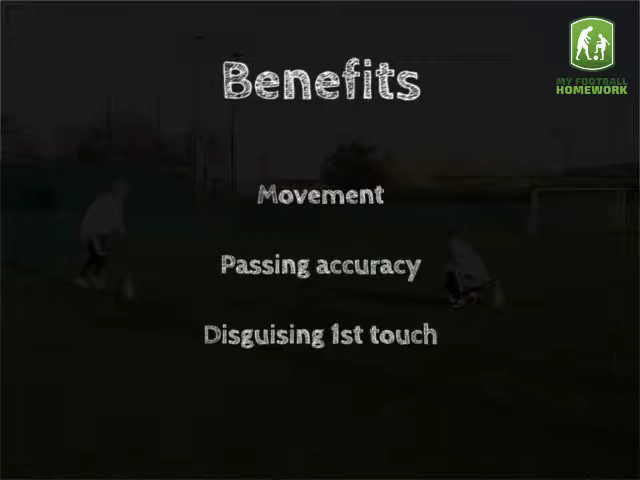 Benefits
MY FOOTBALL
HOMEWORK
Movement
Passing accuracy
Disguising 1st touch